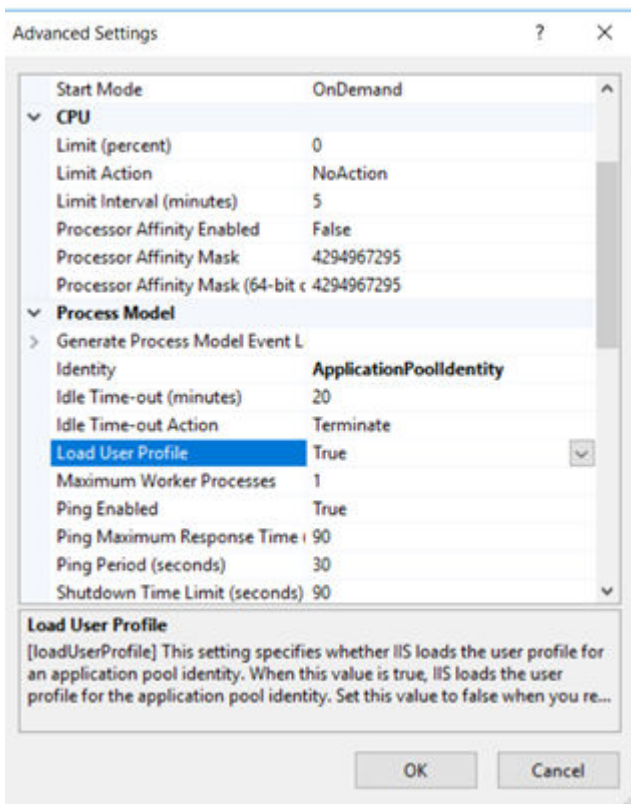 Advanced Settings ? ×
Start Mode OnDemand
CPU
Limit (percent) 0
Limit Action NoAction
Limit Interval (minutes) 5
Processor Affinity Enabled False
Processor Affinity Mask 4294967295
Processor Affinity Mask (64-bit c 4294967295
Process Model
Generate Process Model Event L
Identity ApplicationPoolIdentity
Idle Time-out (minutes) 20
Idle Time-out Action Terminate
Load User Profile True
Maximum Worker Processes 1
Ping Enabled True
Ping Maximum Response Time ( 90
Ping Period (seconds) 30
Shutdown Time Limit (seconds) 90
Load User Profile
[loadUserProfile] This setting specifies whether IIS loads the user profile for
an application pool identity. When this value is true, IIS loads the user
profile for the application pool identity. Set this value to false when you re...
OK Cancel